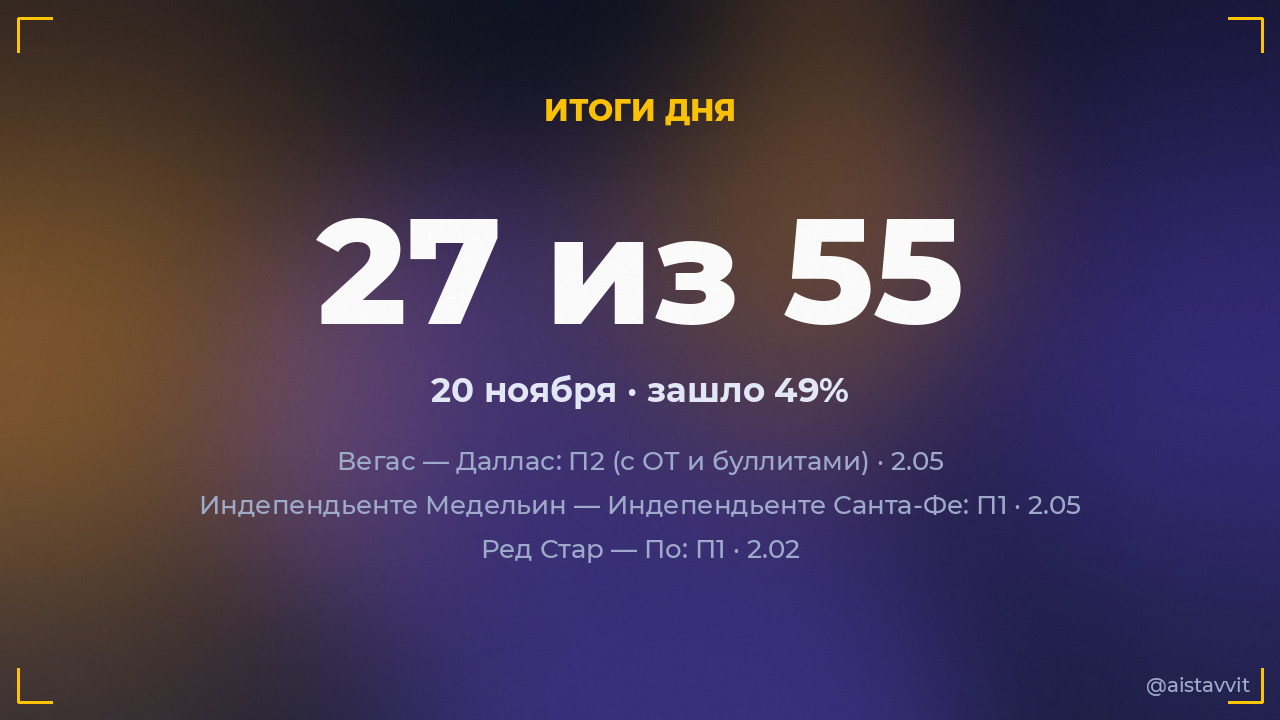 ИТОГИ ДНЯ
27 из 55
20 ноября · зашло 49%
Вегас — Даллас: П2 (с ОТ и буллитами) · 2.05
Индепендьенте Медельин — Индепендьенте Санта-Фе: П1 · 2.05
Ред Стар — По: П1 · 2.02
@aistavvit